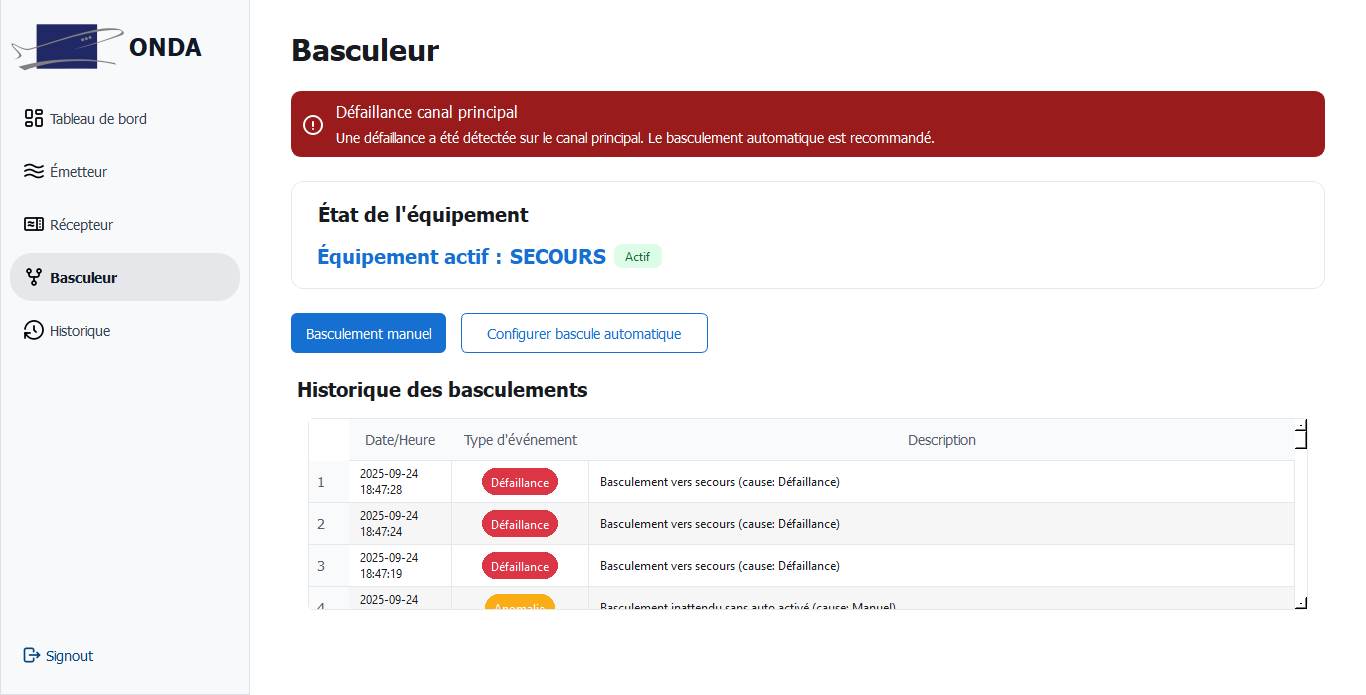 ONDA
Tableau de bord
Émetteur
Récepteur
Basculeur
Historique
Signout
Basculeur
Défaillance canal principal
Une défaillance a été détectée sur le canal principal. Le basculement automatique est recommandé.
État de l'équipement
Équipement actif : SECOURS Actif
Basculement manuel Configurer bascule automatique
Historique des basculements
Date/Heure Type d'événement Description
1 2025-09-24 18:47:28 Défaillance Basculement vers secours (cause: Défaillance)
2 2025-09-24 18:47:24 Défaillance Basculement vers secours (cause: Défaillance)
3 2025-09-24 18:47:19 Défaillance Basculement vers secours (cause: Défaillance)
4 2025-09-24 Anomalie Basculement inattendu sans auto activé (cause: Manuel)